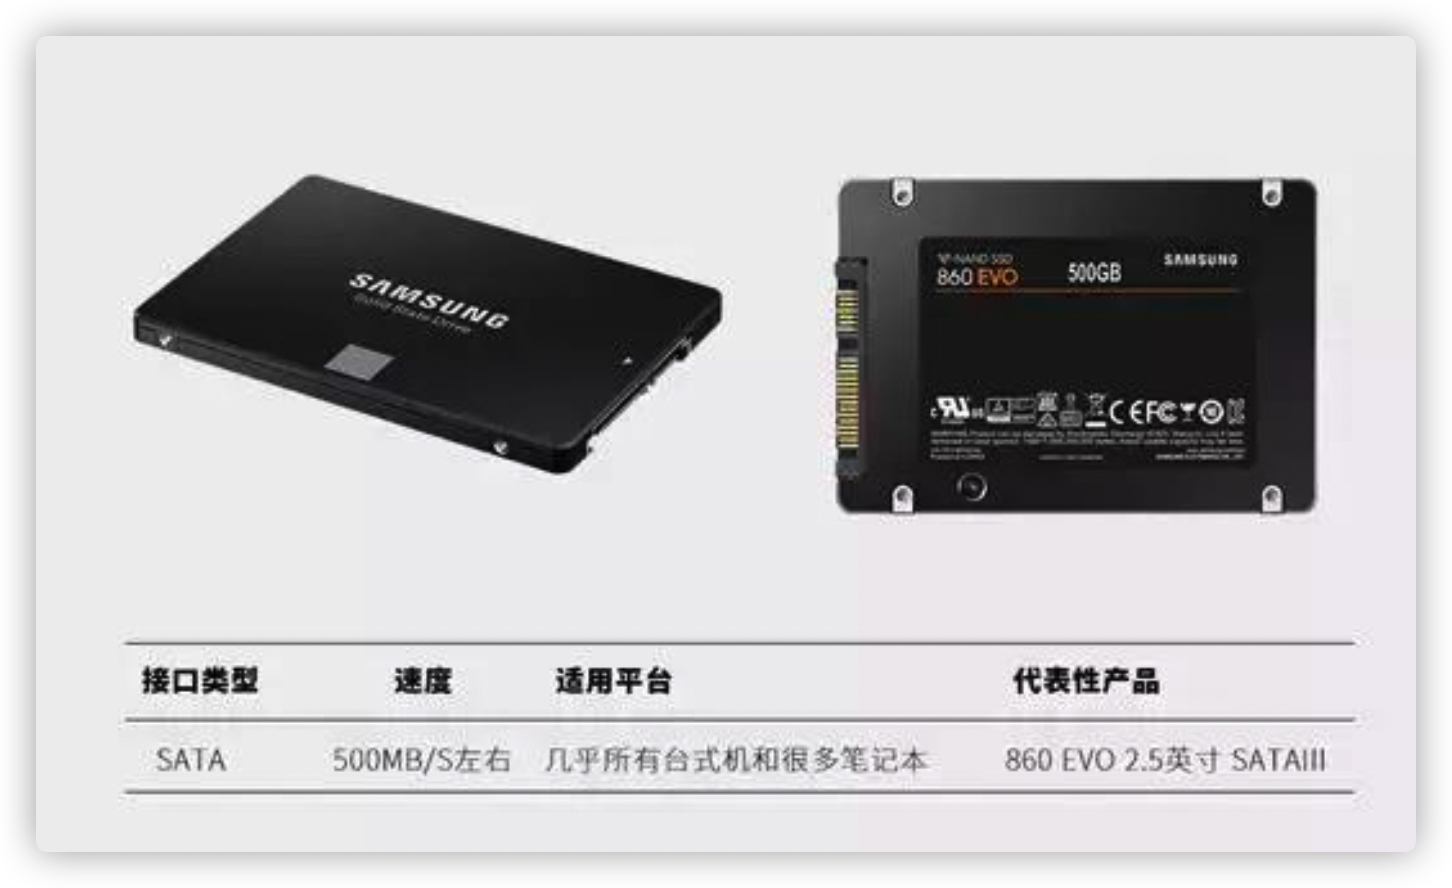 SAMSUNG
Solid State Drive
V-NAND SSD
860 EVO
500GB
SAMSUNG
CE FC
接口类型 速度 适用平台 代表性产品
SATA 500MB/S左右 几乎所有台式机和很多笔记本 860 EVO 2.5英寸 SATAIII